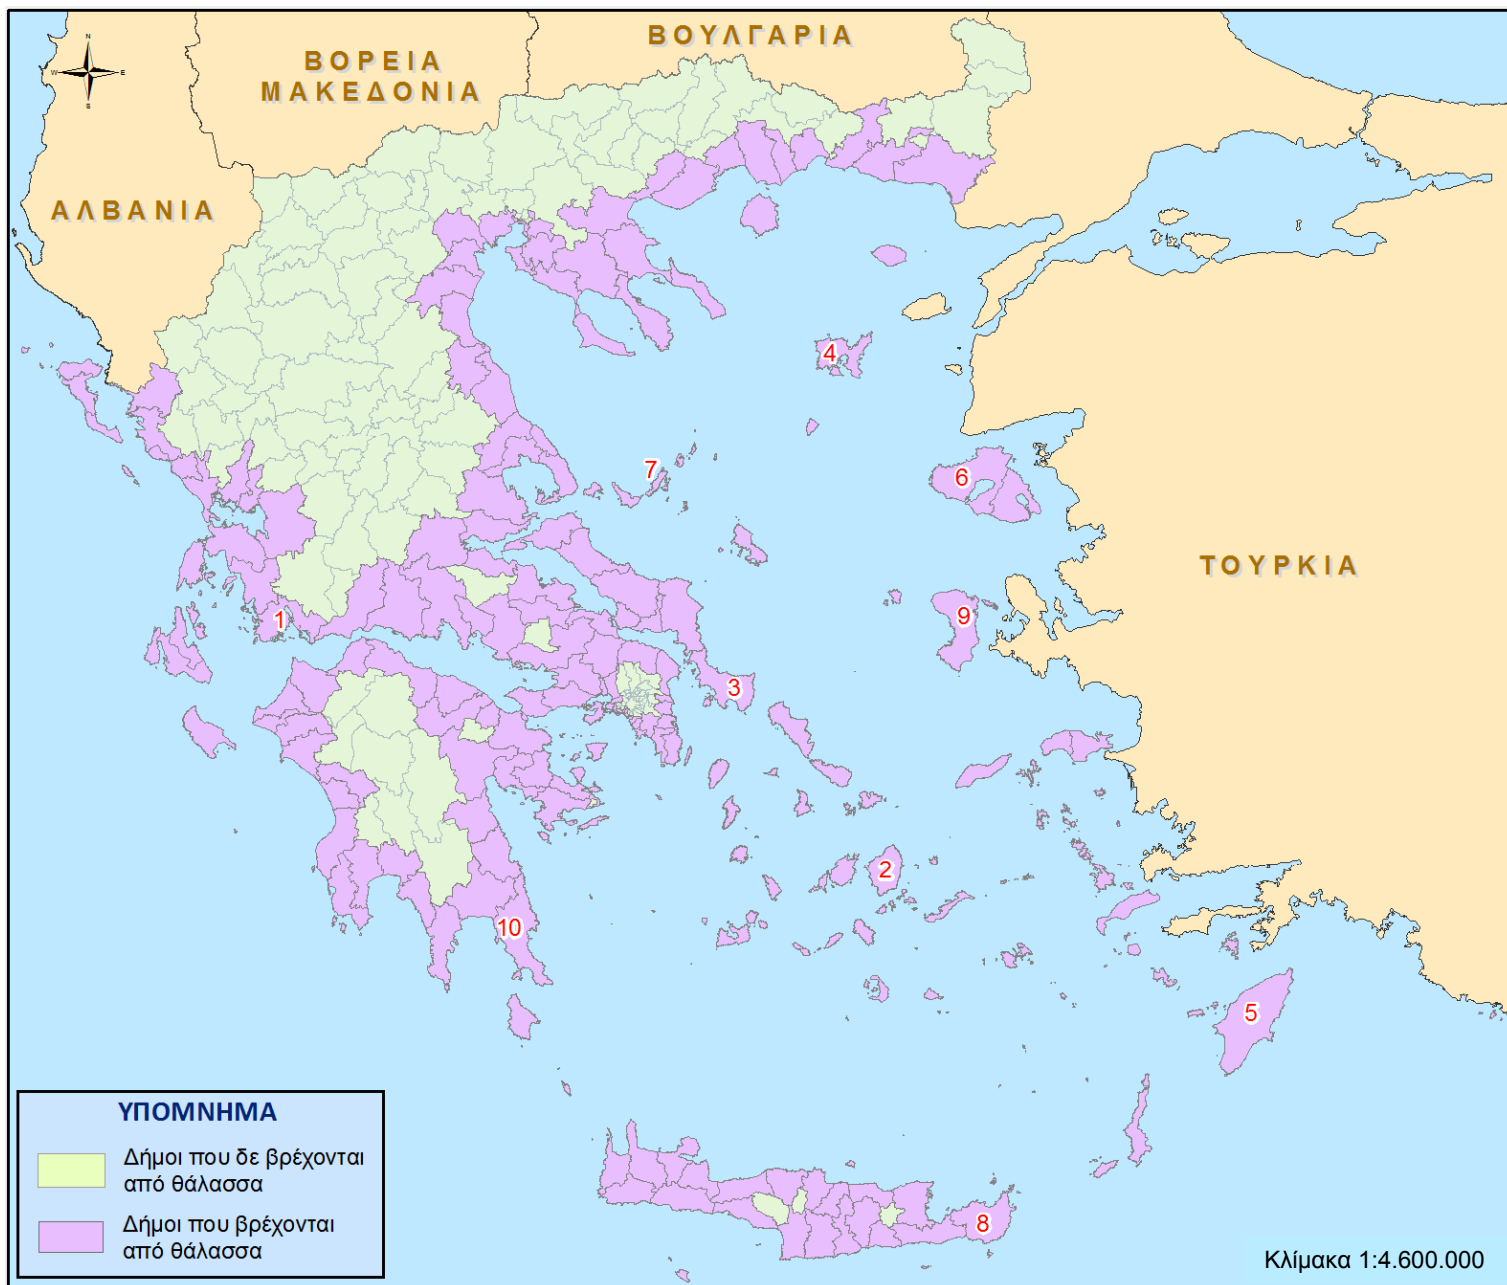 ΒΟΥΛΓΑΡΙΑ
ΒΟΡΕΙΑ
ΜΑΚΕΔΟΝΙΑ
N
W
E
S
ΑΛΒΑΝΙΑ
4
7
6
ΤΟΥΡΚΙΑ
1
9
3
2
10
5
8
ΥΠΟΜΝΗΜΑ
Δήμοι που δε βρέχονται
από θάλασσα
Δήμοι που βρέχονται
από θάλασσα
Κλίμακα 1:4.600.000